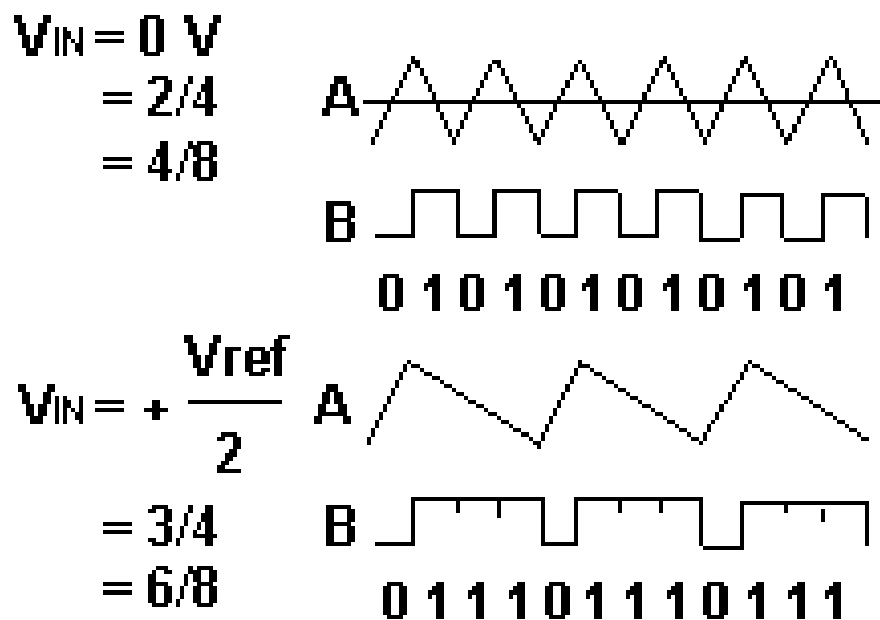 VIN = 0 V
= 2/4
= 4/8
A
B
0 1 0 1 0 1 0 1 0 1 0 1
VIN = + Vref
2
= 3/4
= 6/8
A
B
0 1 1 1 0 1 1 1 0 1 1 1